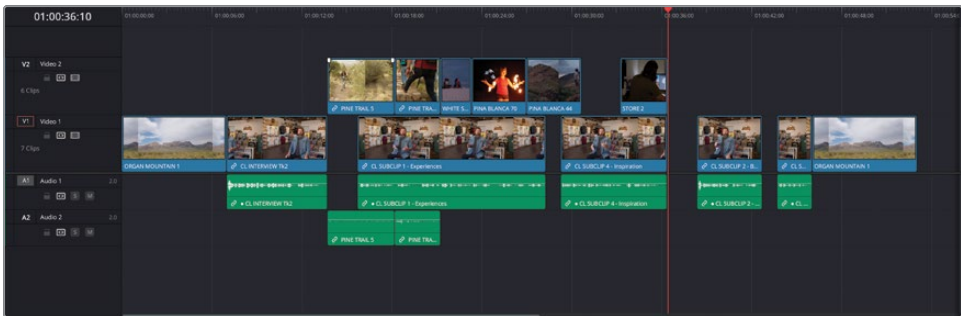 01:00:36:10
01:00:00:00 01:00:06:00 01:00:12:00 01:00:18:00 01:00:24:00 01:00:30:00 01:00:36:00 01:00:42:00 01:00:48:00
V2 Video 2
6 Clips
PINE TRAIL 5 PINE TRA... WHITE S... PINA BLANCA 70 PINA BLANCA 44 STORE 2
V1 Video 1
7 Clips
ORGAN MOUNTAIN 1 CL INTERVIEW Tk2 CL SUBCLIP 1 - Experiences CL SUBCLIP 4 - Inspiration CL SUBCLIP 2 - B... CL S... ORGAN MOUNTAIN 1
A1 Audio 1 2.0
S M
• CL INTERVIEW Tk2 • CL SUBCLIP 1 - Experiences • CL SUBCLIP 4 - Inspiration • CL SUBCLIP 2 - ... • CL ...
A2 Audio 2 2.0
S M
PINE TRAIL 5 PINE TRA...